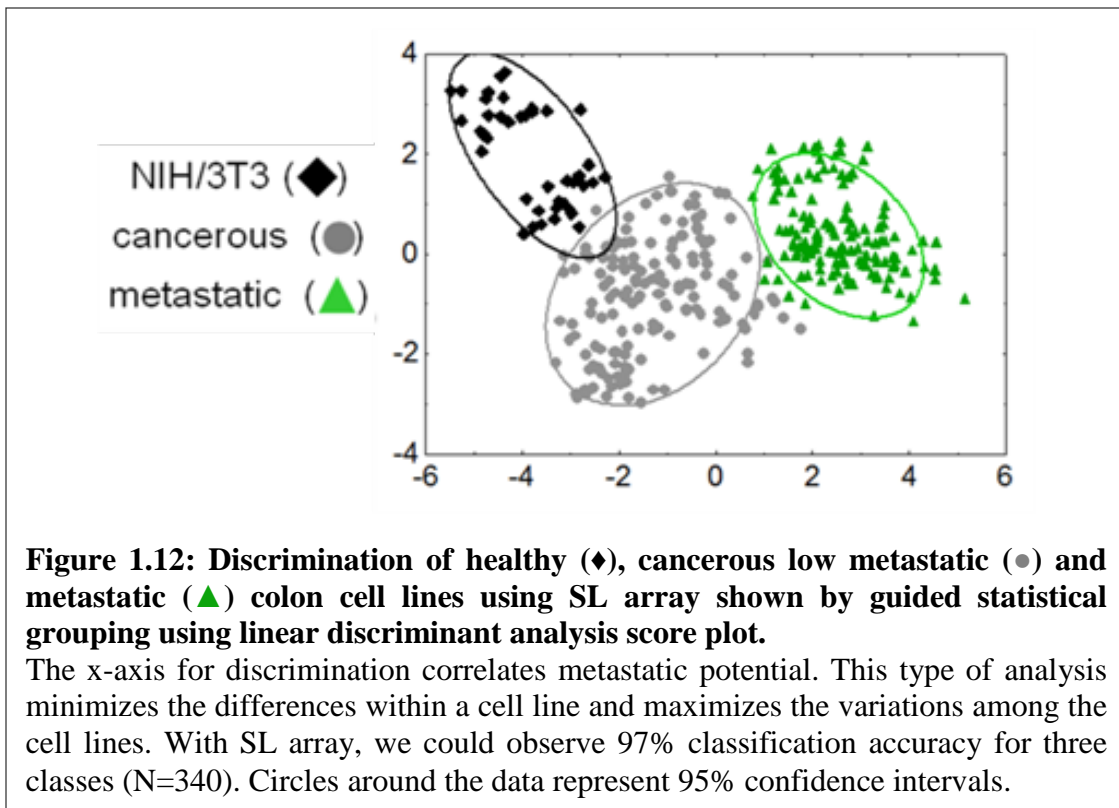 4
2
0
-2
-4
-6 -4 -2 0 2 4 6
NIH/3T3 (◆)
cancerous (●)
metastatic (▲)
Figure 1.12: Discrimination of healthy (♦), cancerous low metastatic (●) and
metastatic (▲) colon cell lines using SL array shown by guided statistical
grouping using linear discriminant analysis score plot.
The x-axis for discrimination correlates metastatic potential. This type of analysis
minimizes the differences within a cell line and maximizes the variations among the
cell lines. With SL array, we could observe 97% classification accuracy for three
classes (N=340). Circles around the data represent 95% confidence intervals.